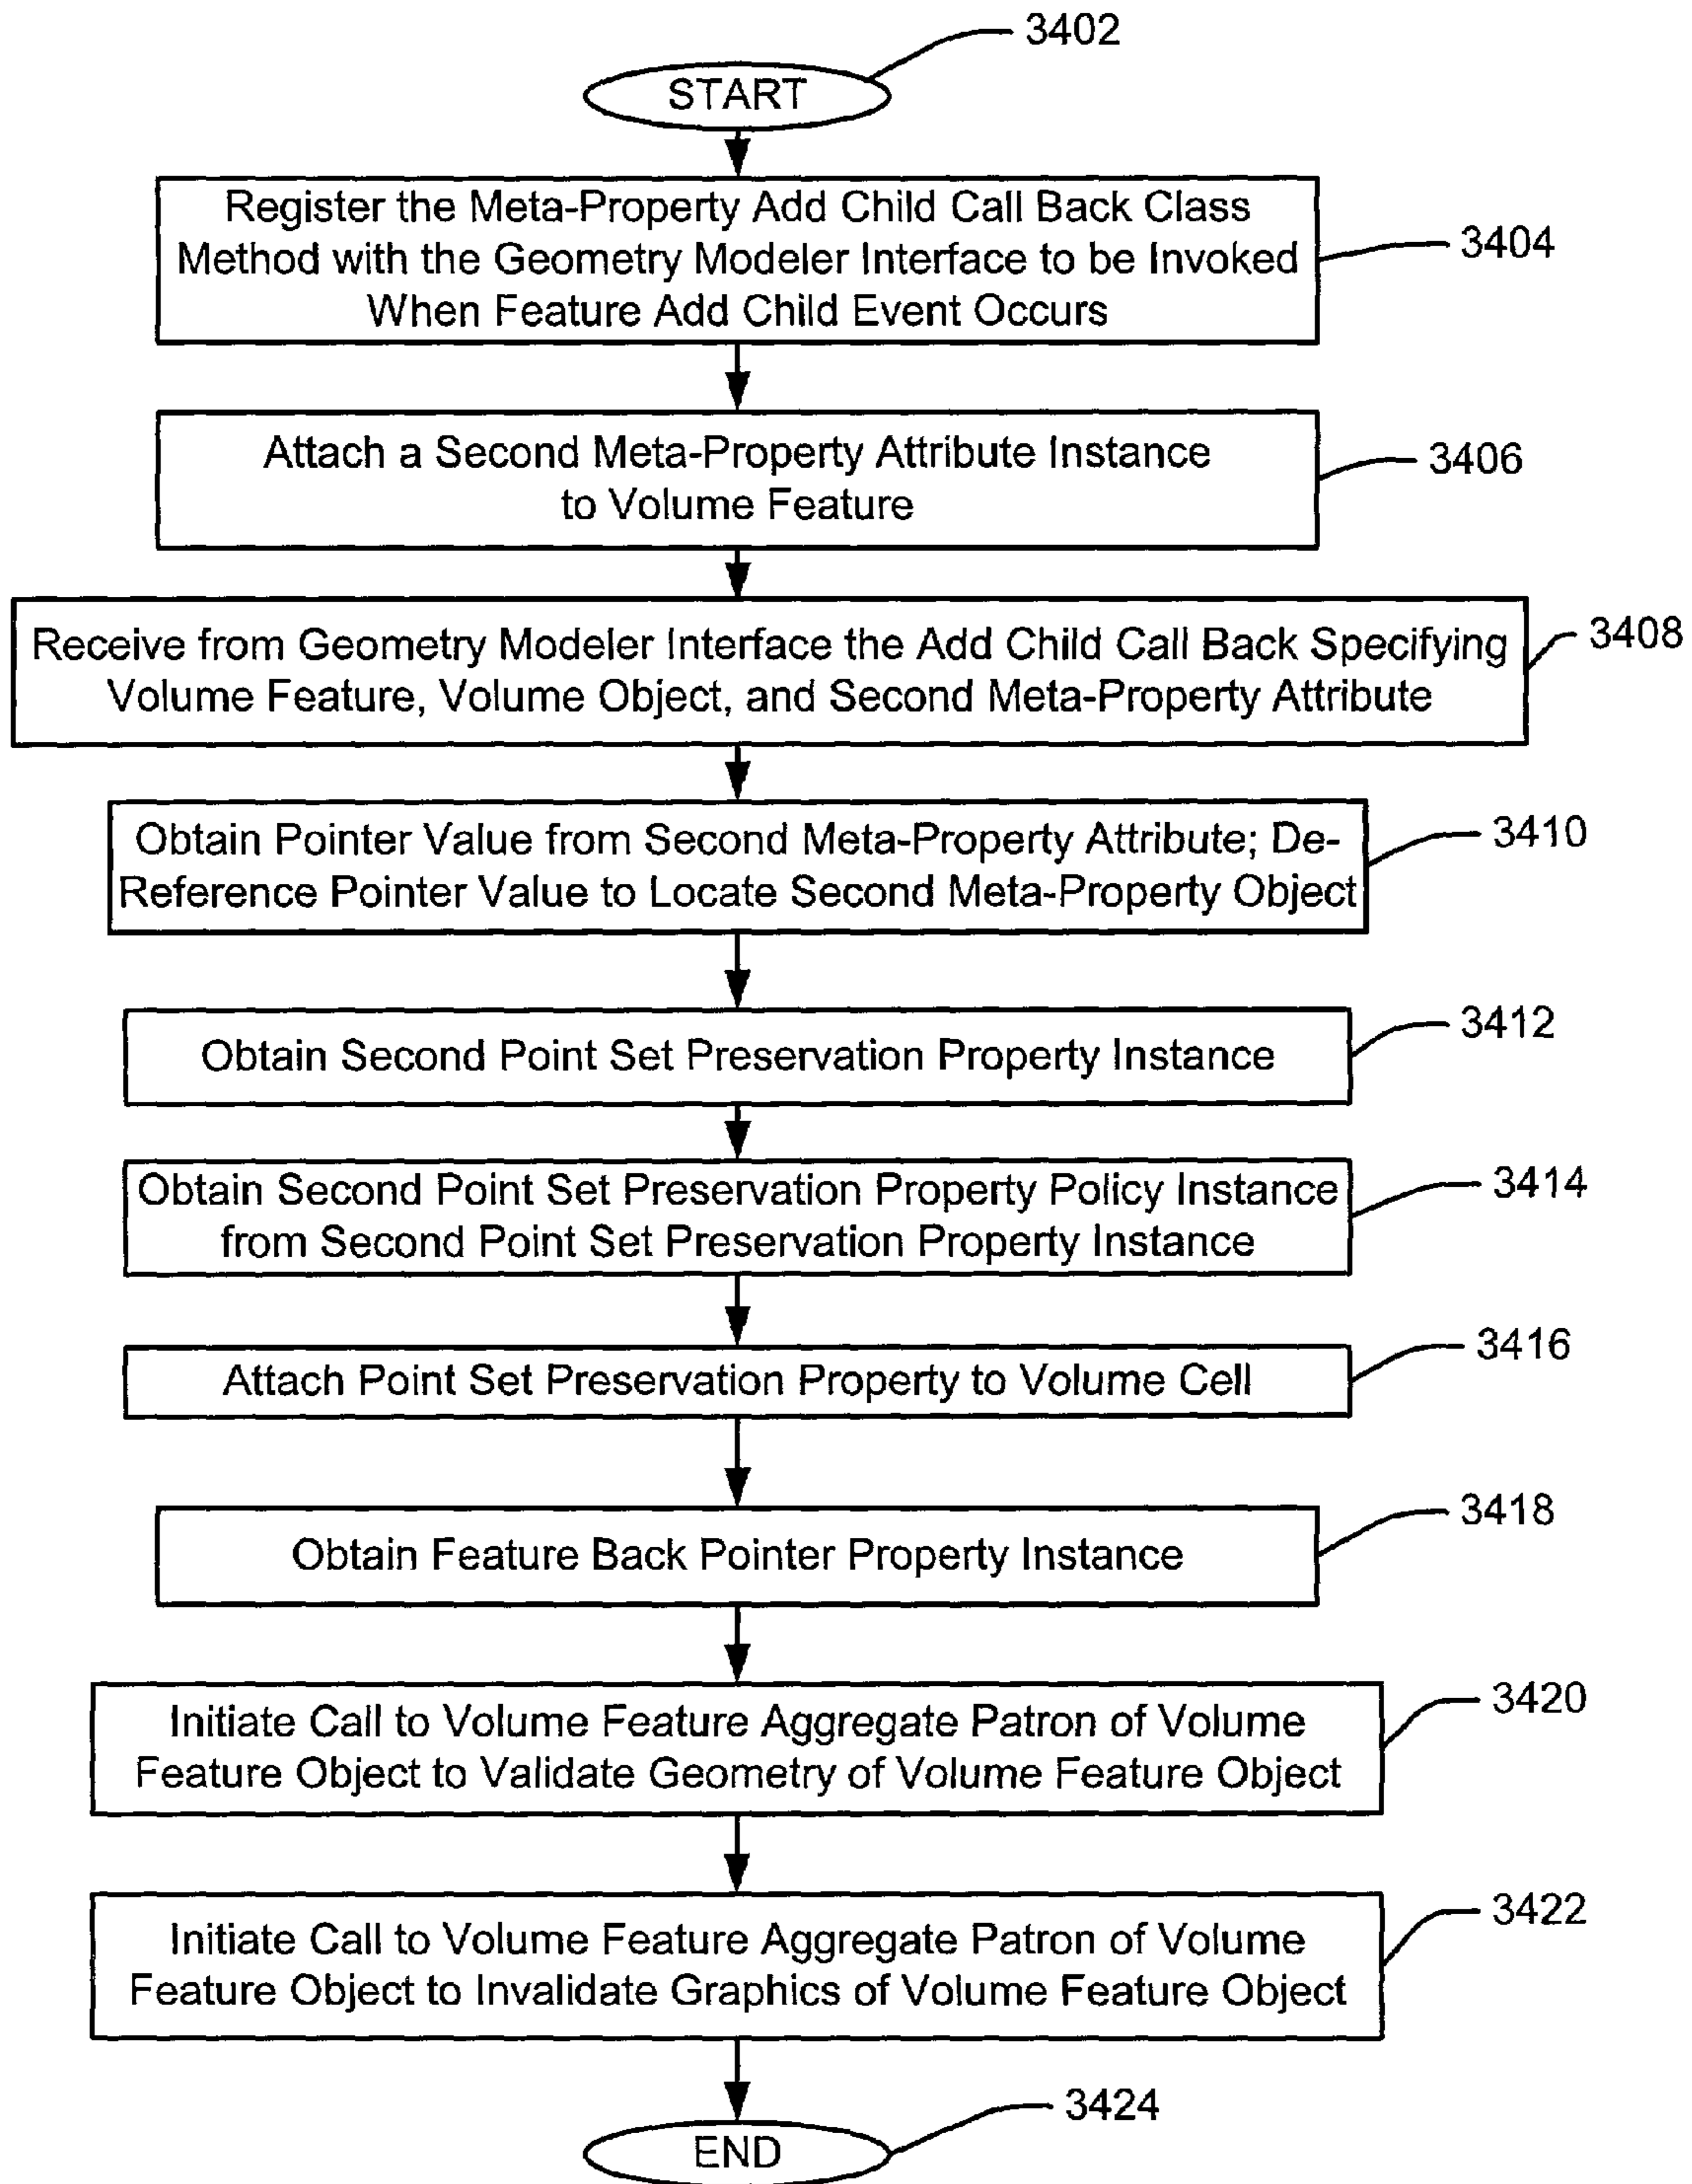 3402
START
Register the Meta-Property Add Child Call Back Class
Method with the Geometry Modeler Interface to be Invoked
When Feature Add Child Event Occurs
3404
Attach a Second Meta-Property Attribute Instance
to Volume Feature
3406
Receive from Geometry Modeler Interface the Add Child Call Back Specifying
Volume Feature, Volume Object, and Second Meta-Property Attribute
3408
Obtain Pointer Value from Second Meta-Property Attribute; De-
Reference Pointer Value to Locate Second Meta-Property Object
3410
Obtain Second Point Set Preservation Property Instance
3412
Obtain Second Point Set Preservation Property Policy Instance
from Second Point Set Preservation Property Instance
3414
Attach Point Set Preservation Property to Volume Cell
3416
Obtain Feature Back Pointer Property Instance
3418
Initiate Call to Volume Feature Aggregate Patron of Volume
Feature Object to Validate Geometry of Volume Feature Object
3420
Initiate Call to Volume Feature Aggregate Patron of Volume
Feature Object to Invalidate Graphics of Volume Feature Object
3422
END
3424